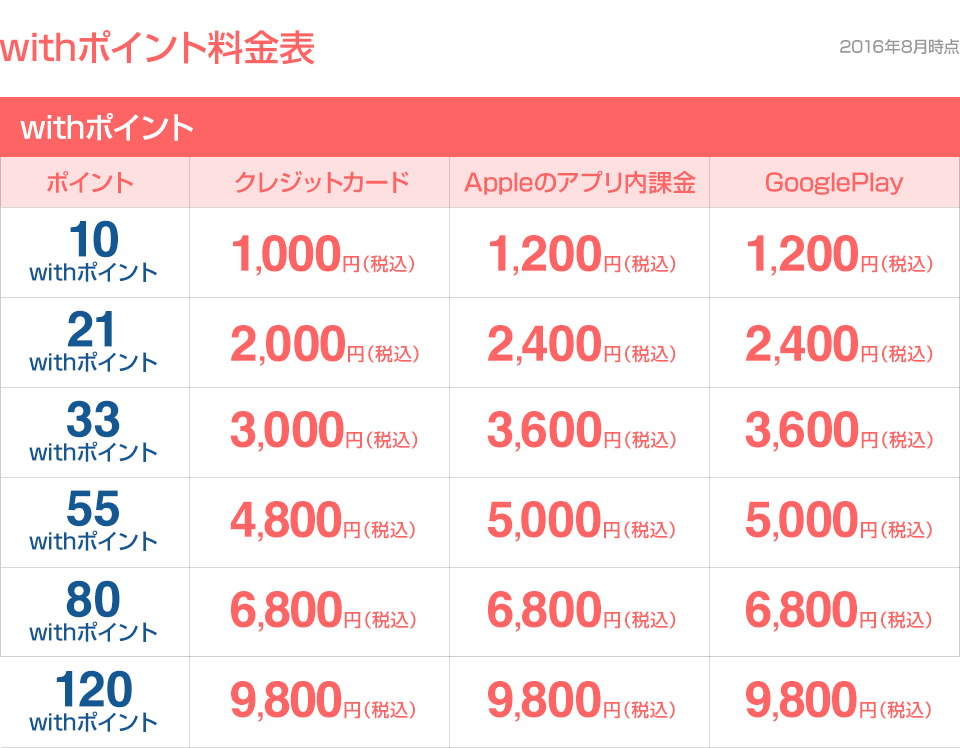 withポイント料金表
2016年8月時点
withポイント
ポイント クレジットカード Appleのアプリ内課金 GooglePlay
10
withポイント
1,000円(税込) 1,200円(税込) 1,200円(税込)
21
withポイント
2,000円(税込) 2,400円(税込) 2,400円(税込)
33
withポイント
3,000円(税込) 3,600円(税込) 3,600円(税込)
55
withポイント
4,800円(税込) 5,000円(税込) 5,000円(税込)
80
withポイント
6,800円(税込) 6,800円(税込) 6,800円(税込)
120
withポイント
9,800円(税込) 9,800円(税込) 9,800円(税込)